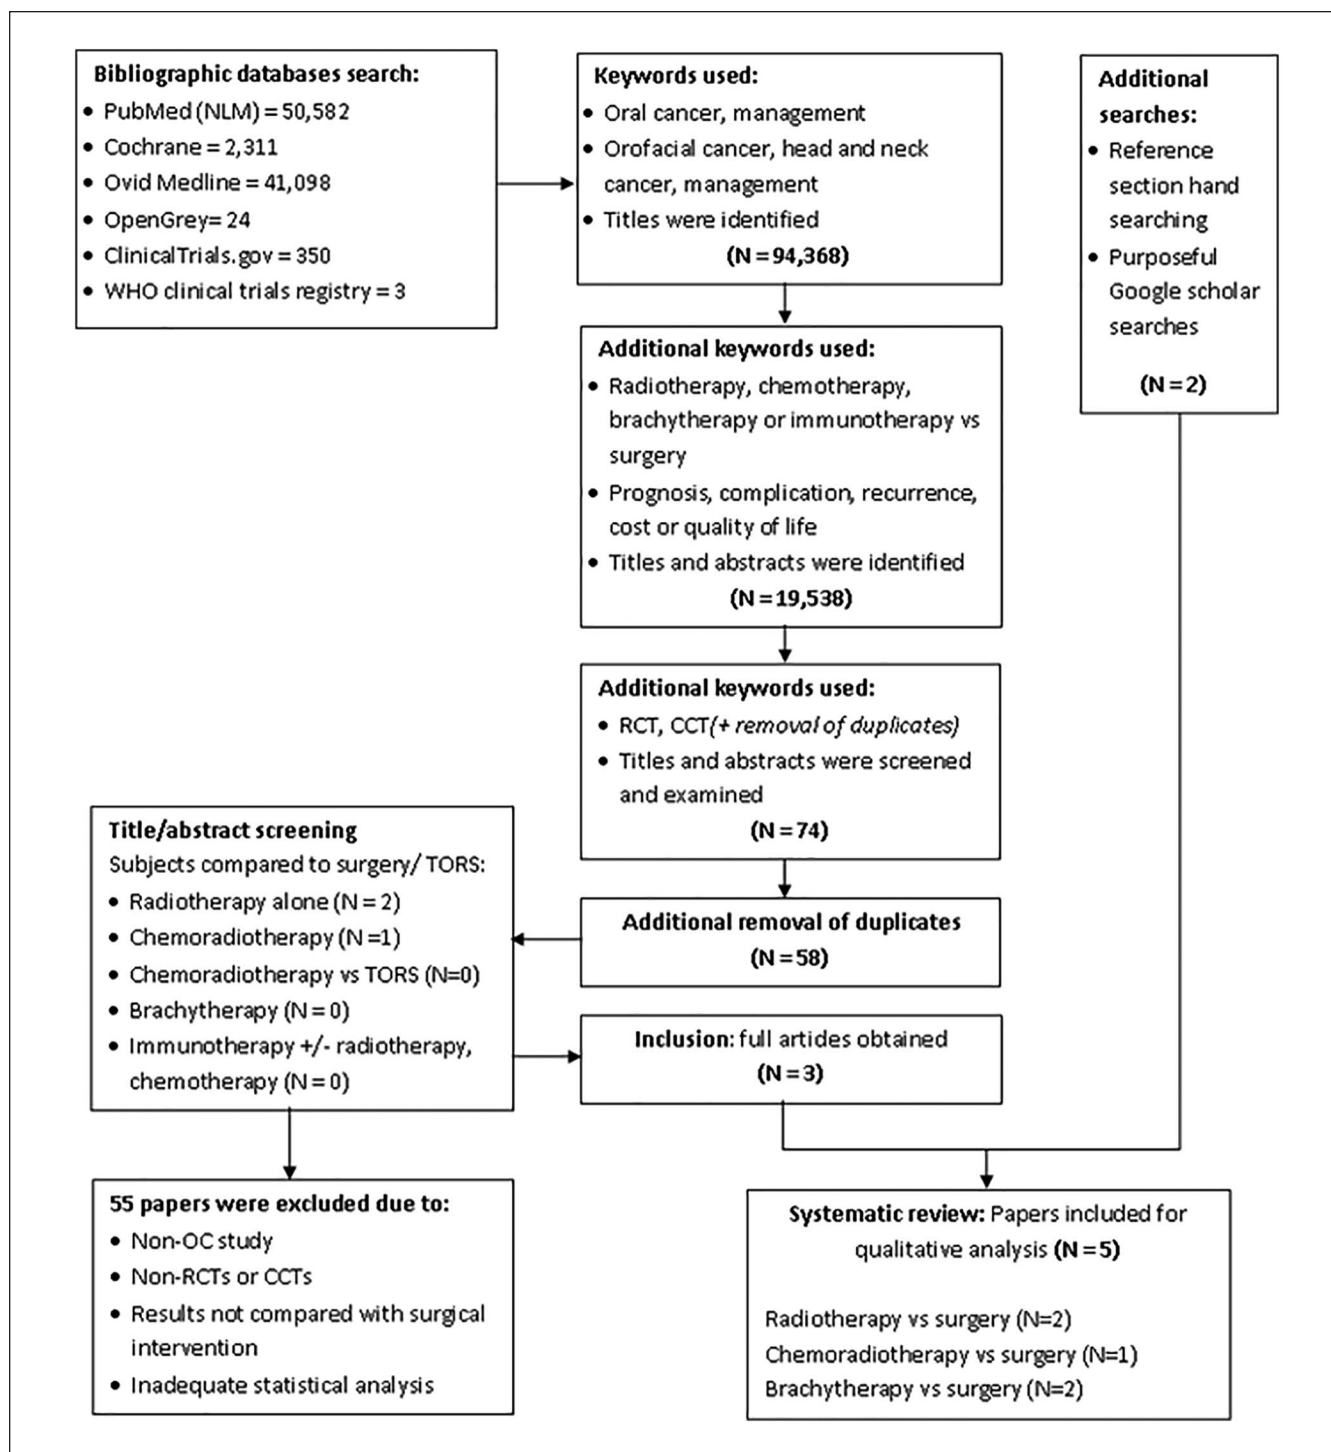 Bibliographic databases search:
• PubMed (NLM) = 50,582
• Cochrane = 2,311
• Ovid Medline = 41,098
• OpenGrey= 24
• ClinicalTrials.gov = 350
• WHO clinical trials registry = 3
Keywords used:
• Oral cancer, management
• Orofacial cancer, head and neck
cancer, management
• Titles were identified
(N = 94,368)
Additional
searches:
• Reference
section hand
searching
• Purposeful
Google scholar
searches
(N = 2)
Additional keywords used:
• Radiotherapy, chemotherapy,
brachytherapy or immunotherapy vs
surgery
• Prognosis, complication, recurrence,
cost or quality of life
• Titles and abstracts were identified
(N = 19,538)
Additional keywords used:
• RCT, CCT(+ removal of duplicates)
• Titles and abstracts were screened
and examined
(N = 74)
Additional removal of duplicates
(N = 58)
Title/abstract screening
Subjects compared to surgery/ TORS:
• Radiotherapy alone (N = 2)
• Chemoradiotherapy (N =1)
• Chemoradiotherapy vs TORS (N=0)
• Brachytherapy (N = 0)
• Immunotherapy +/- radiotherapy,
chemotherapy (N = 0)
Inclusion: full articles obtained
(N = 3)
55 papers were excluded due to:
• Non-OC study
• Non-RCTs or CCTs
• Results not compared with surgical
intervention
• Inadequate statistical analysis
Systematic review: Papers included for
qualitative analysis (N = 5)
Radiotherapy vs surgery (N=2)
Chemoradiotherapy vs surgery (N=1)
Brachytherapy vs surgery (N=2)